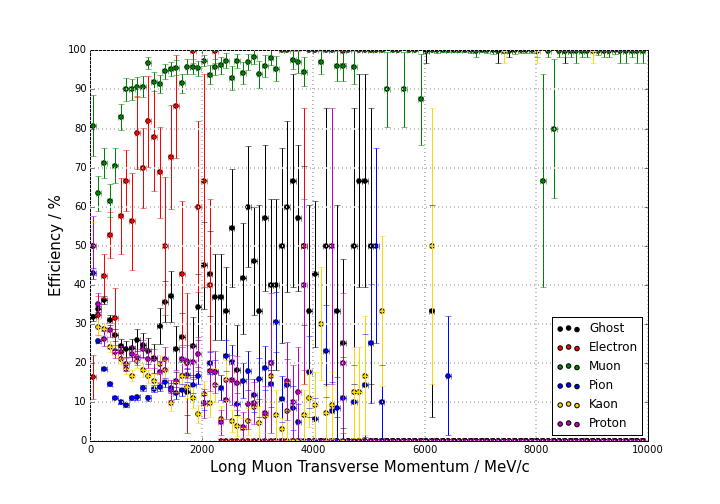 100
90
80
70
60
50
40
30
20
10
0
Efficiency / %
0 2000 4000 6000 8000 10000
Long Muon Transverse Momentum / MeV/c
Ghost
Electron
Muon
Pion
Kaon
Proton